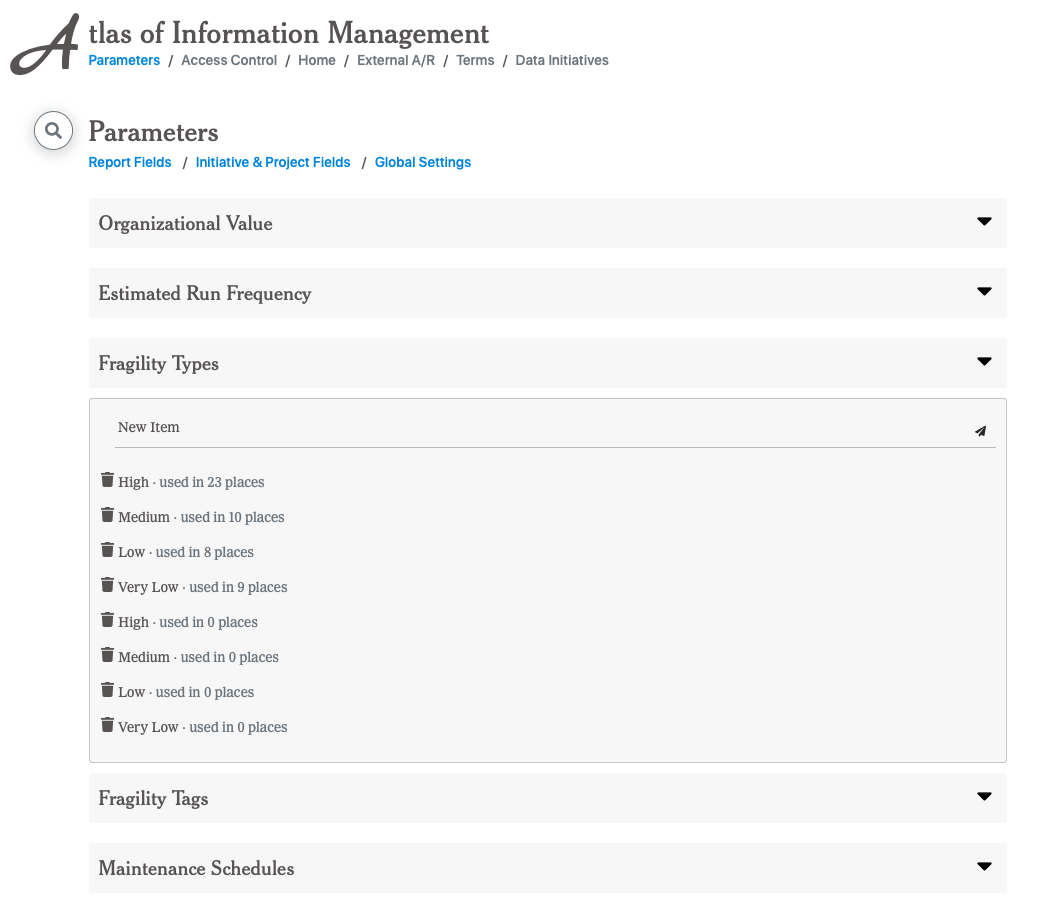 Atlas of Information Management
Parameters / Access Control / Home / External A/R / Terms / Data Initiatives
Parameters
Report Fields / Initiative & Project Fields / Global Settings
Organizational Value
Estimated Run Frequency
Fragility Types
New Item
High · used in 23 places
Medium · used in 10 places
Low · used in 8 places
Very Low · used in 9 places
High · used in 0 places
Medium · used in 0 places
Low · used in 0 places
Very Low · used in 0 places
Fragility Tags
Maintenance Schedules